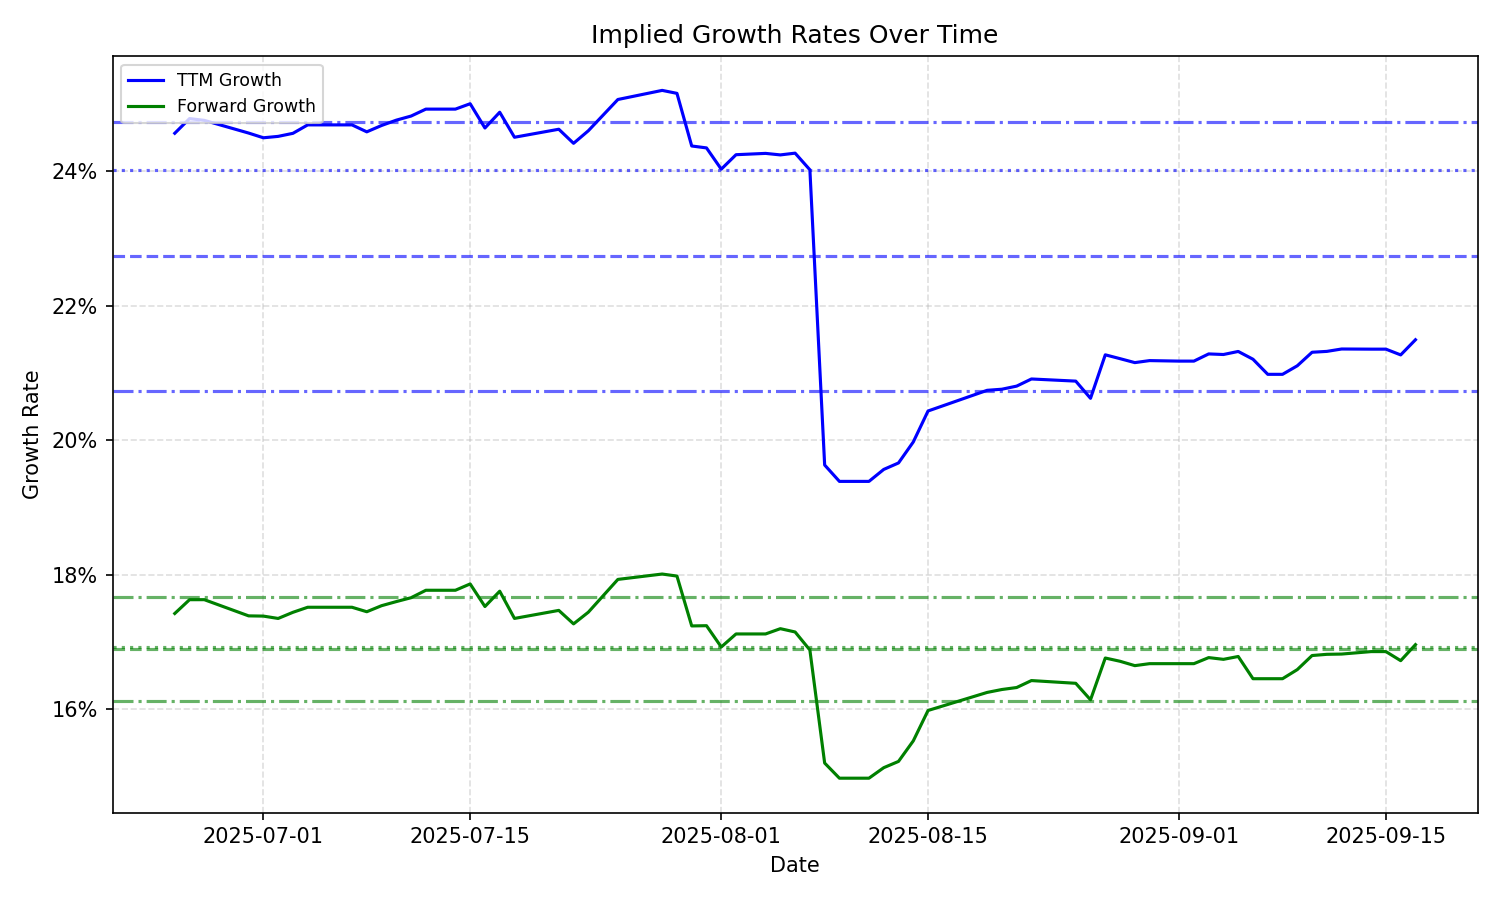 Implied Growth Rates Over Time
TTM Growth
Forward Growth
24%
22%
20%
18%
16%
Growth Rate
2025-07-01
2025-07-15
2025-08-01
2025-08-15
2025-09-01
2025-09-15
Date